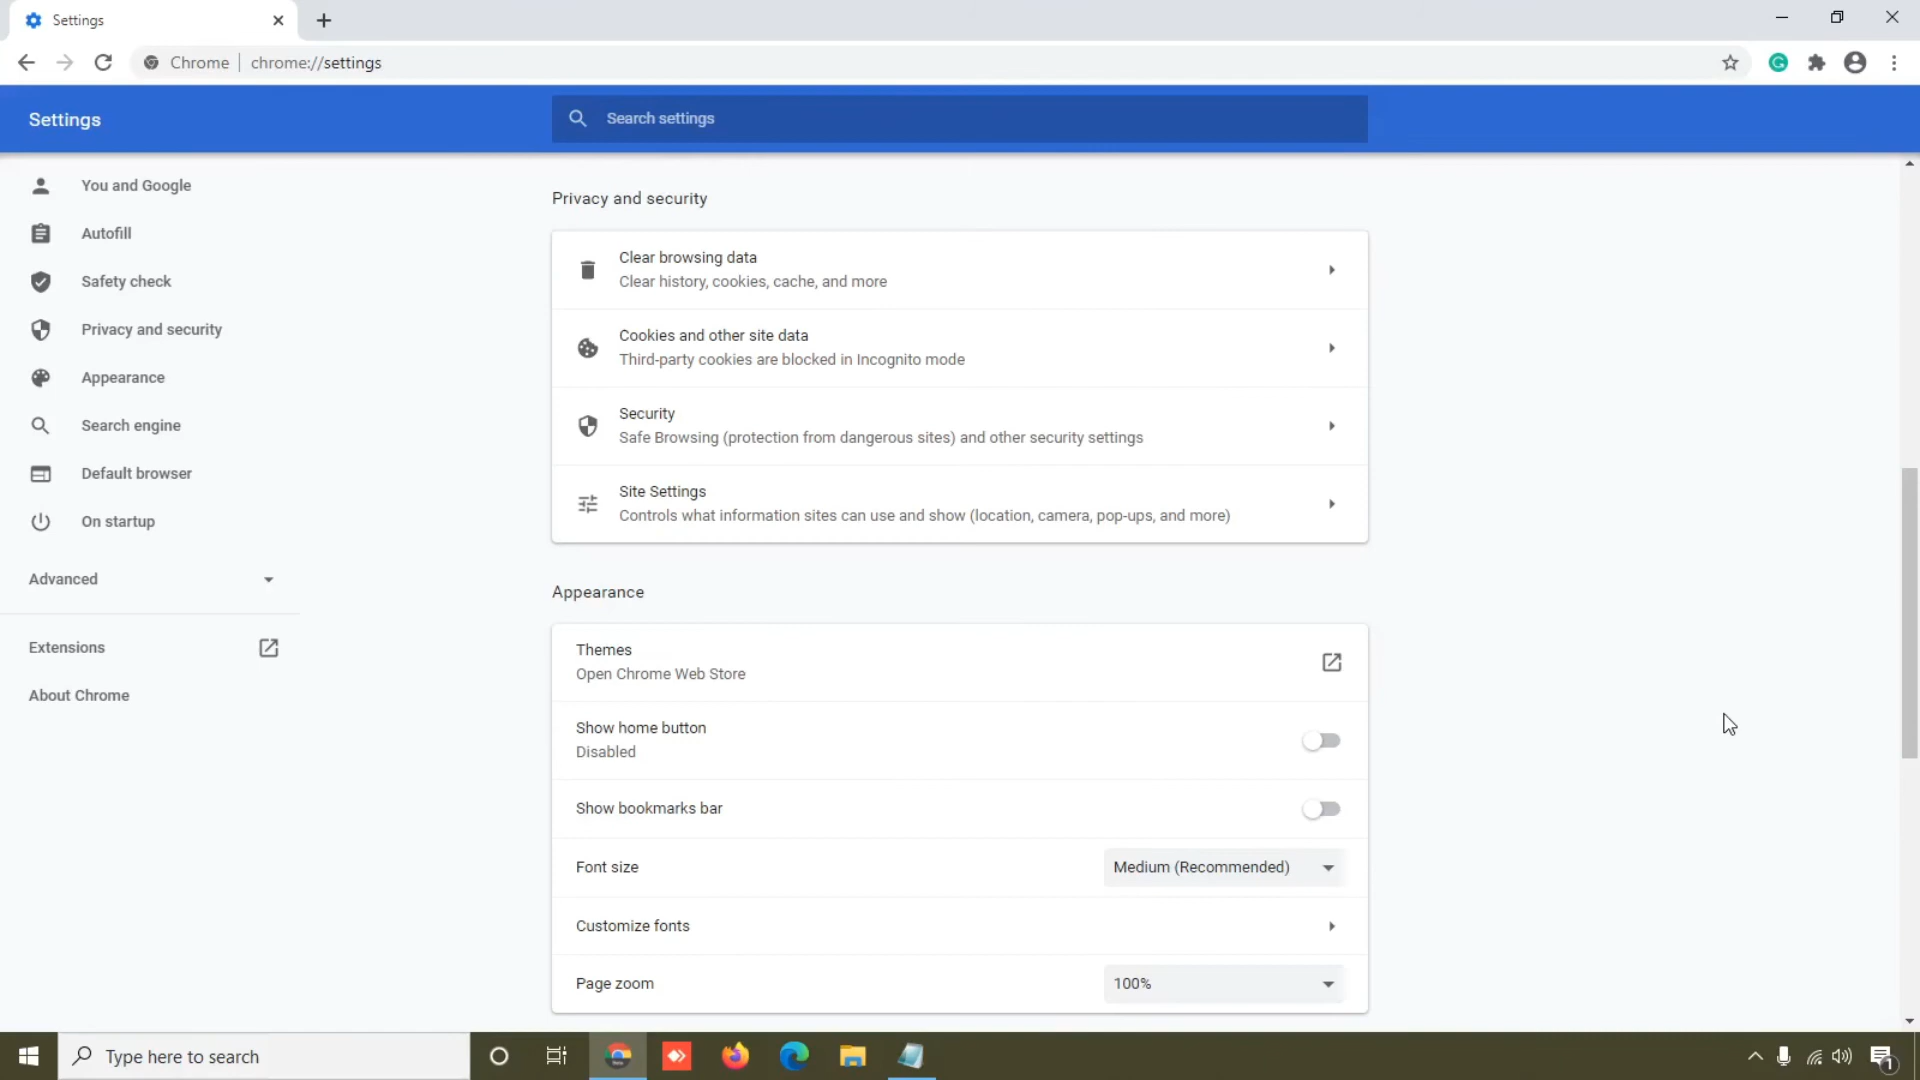 Settings
Chrome | chrome://settings
Settings
Search settings
You and Google
Autofill
Safety check
Privacy and security
Appearance
Search engine
Default browser
On startup
Advanced
Extensions
About Chrome
Privacy and security
Clear browsing data
Clear history, cookies, cache, and more
Cookies and other site data
Third-party cookies are blocked in Incognito mode
Security
Safe Browsing (protection from dangerous sites) and other security settings
Site Settings
Controls what information sites can use and show (location, camera, pop-ups, and more)
Appearance
Themes
Open Chrome Web Store
Show home button
Disabled
Show bookmarks bar
Font size
Medium (Recommended)
Customize fonts
Page zoom
100%
Type here to search
1